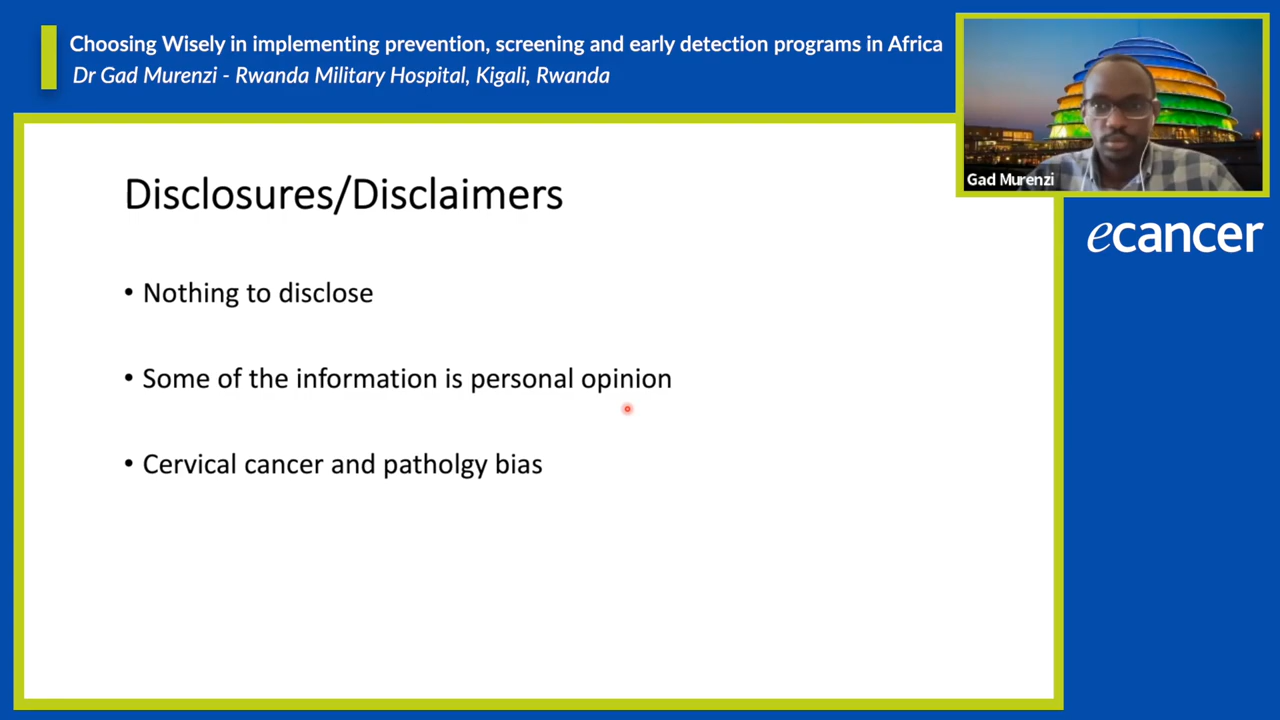 Choosing Wisely in implementing prevention, screening and early detection programs in Africa
Dr Gad Murenzi - Rwanda Military Hospital, Kigali, Rwanda
Gad Murenzi
ecancer
Disclosures/Disclaimers
• Nothing to disclose
• Some of the information is personal opinion
• Cervical cancer and patholgy bias